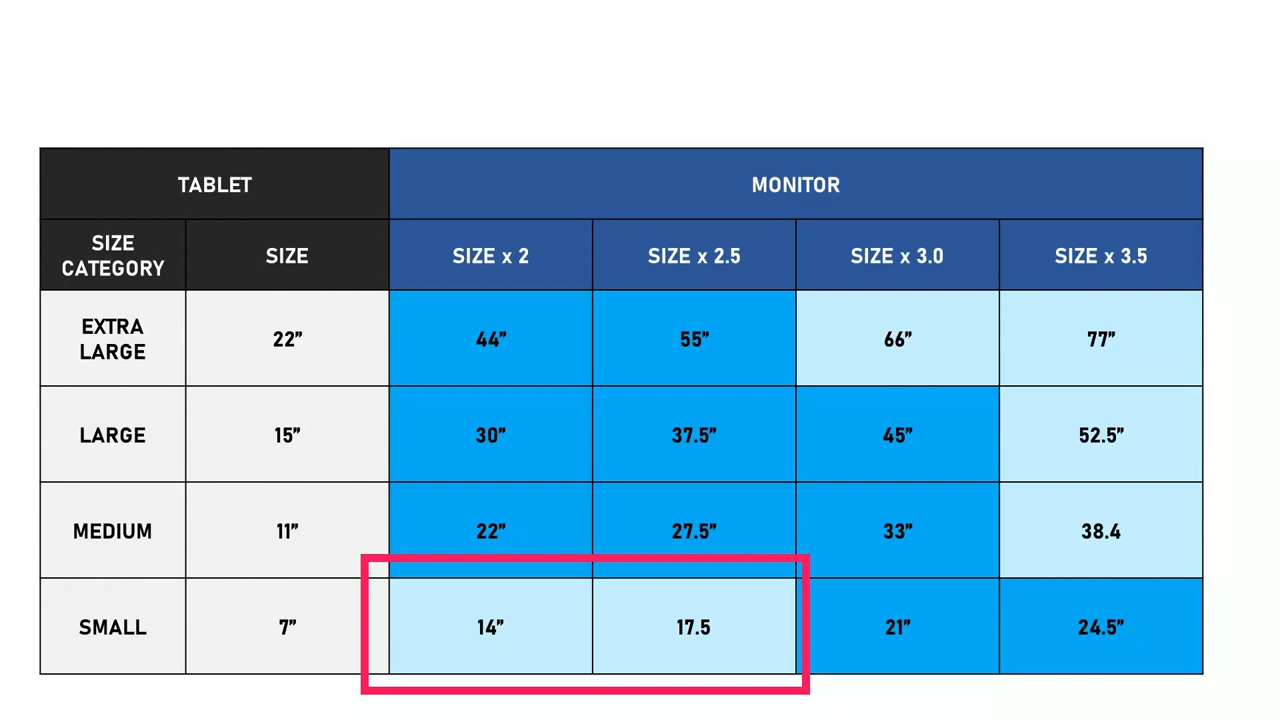 TABLET
MONITOR
SIZE
CATEGORY
SIZE
SIZE x 2
SIZE x 2.5
SIZE x 3.0
SIZE x 3.5
EXTRA
LARGE
22”
44”
55”
66”
77”
LARGE
15”
30”
37.5”
45”
52.5”
MEDIUM
11”
22”
27.5”
33”
38.4
SMALL
7”
14”
17.5
21”
24.5”